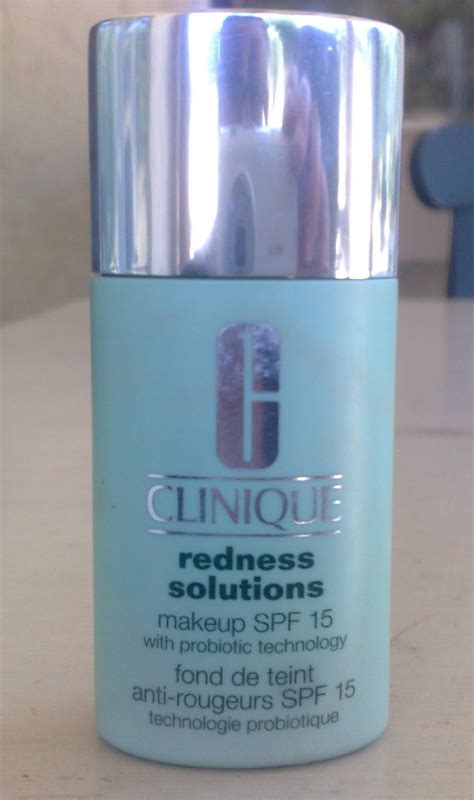 C
CLINIQUE
redness
solutions
makeup SPF 15
with probiotic technology
fond de teint
anti-rougeurs SPF 15
technologie probiotique